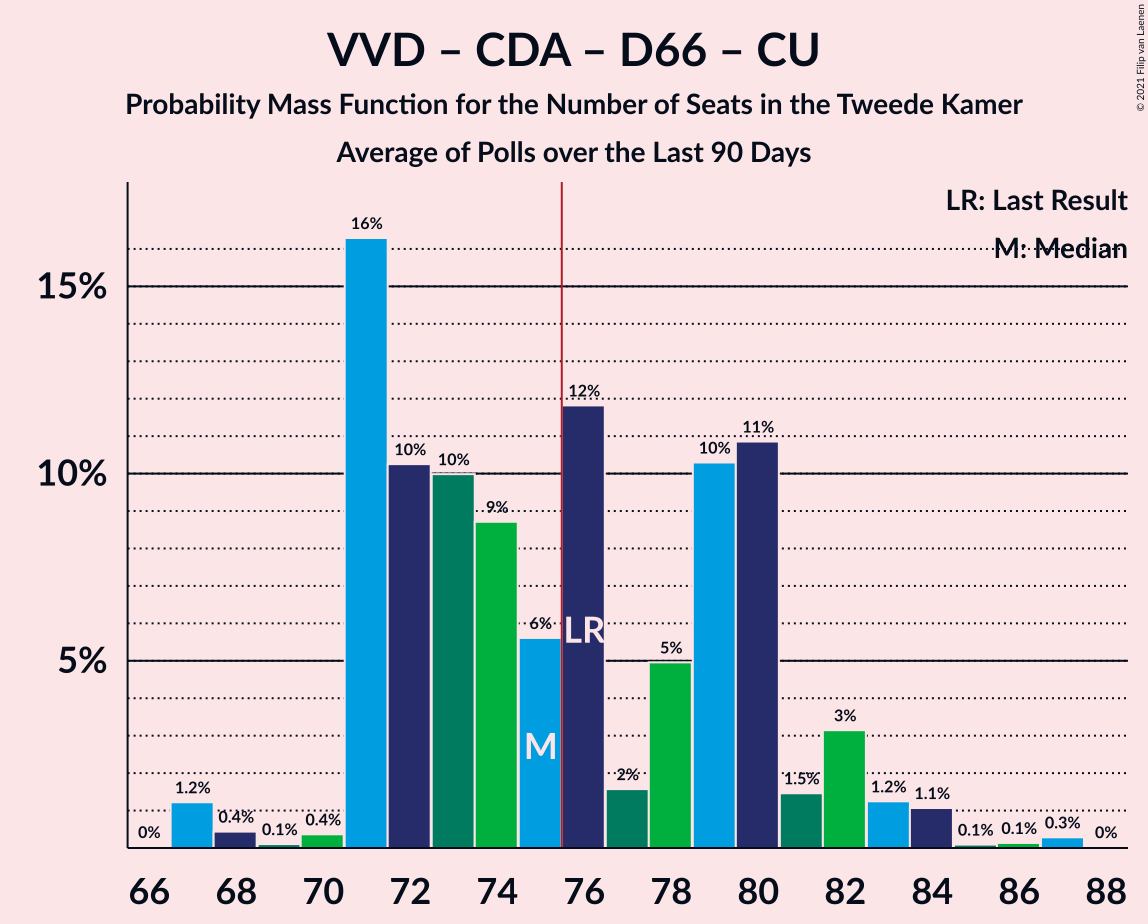 VVD – CDA – D66 – CU
Probability Mass Function for the Number of Seats in the Tweede Kamer
Average of Polls over the Last 90 Days
© 2021 Filip van Laenen
LR: Last Result
M: Median
15%
10%
5%
0%
1.2%
0.4%
0.1%
0.4%
16%
10%
10%
9%
6%
12%
2%
5%
10%
11%
1.5%
3%
1.2%
1.1%
0.1%
0.1%
0.3%
0%
M
LR
66 68 70 72 74 76 78 80 82 84 86 88